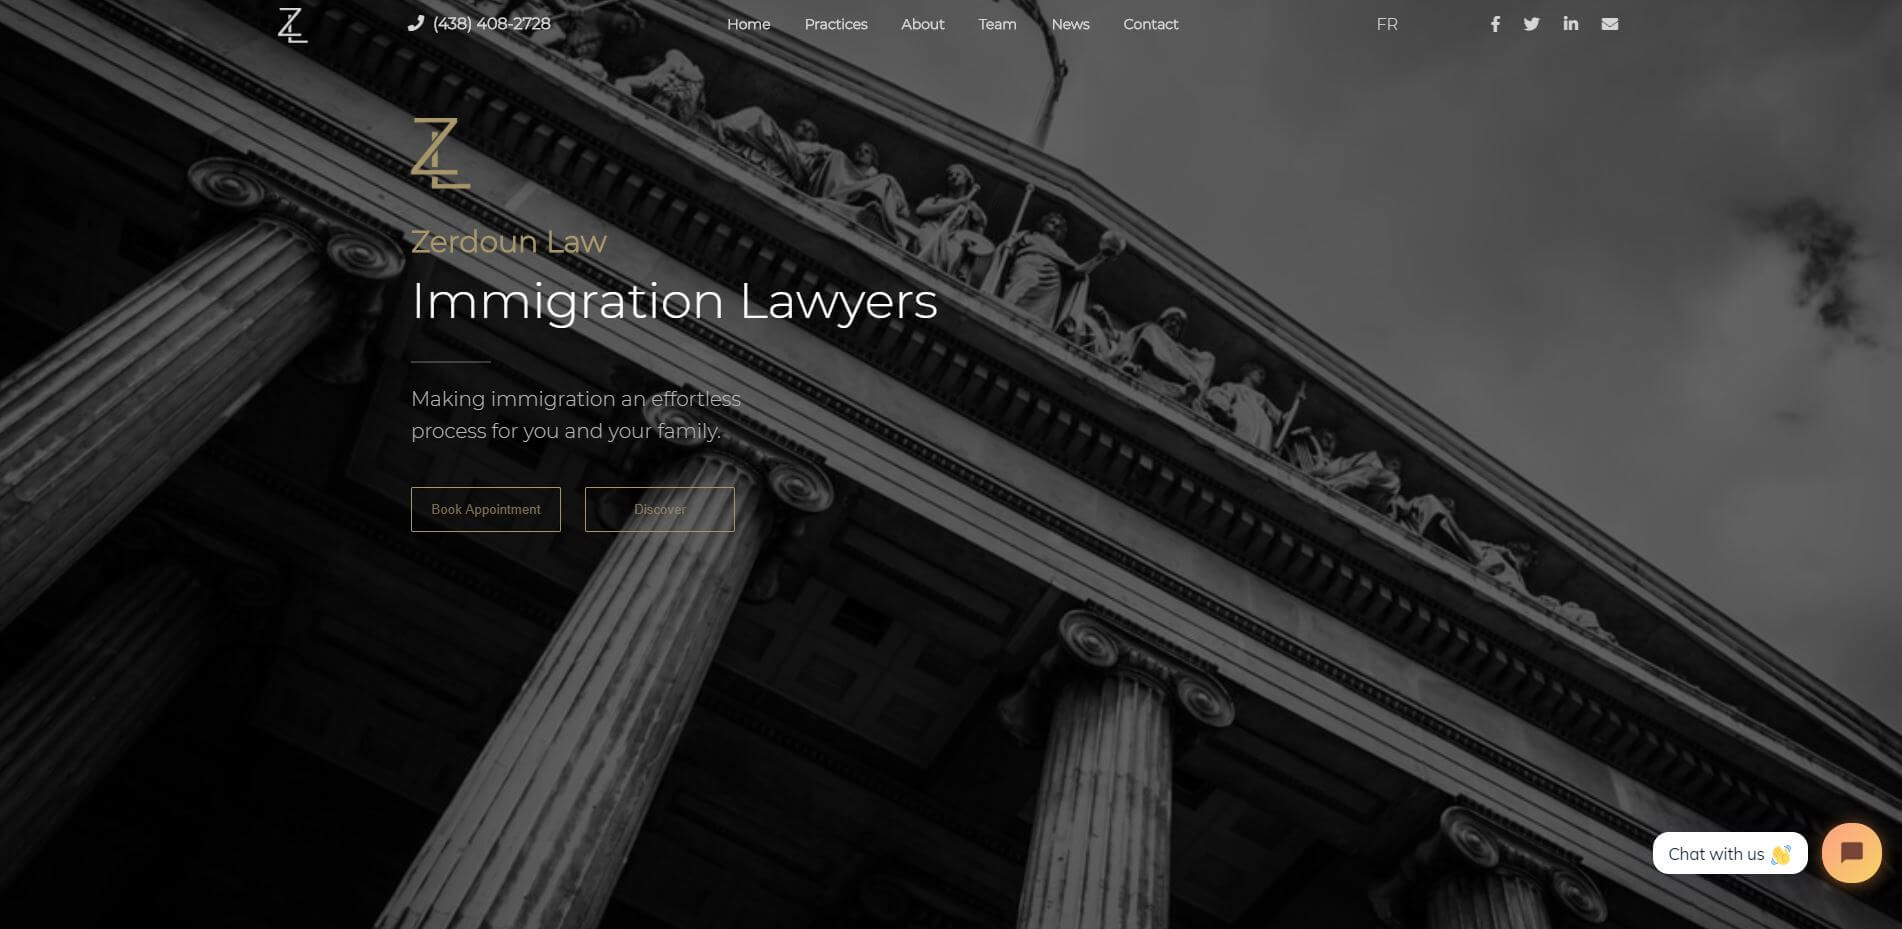 ZL
(438) 408-2728
Home
Practices
About
Team
News
Contact
FR
ZL
Zerdoun Law
Immigration Lawyers
Making immigration an effortless
process for you and your family.
Book Appointment
Discover
Chat with us 👋